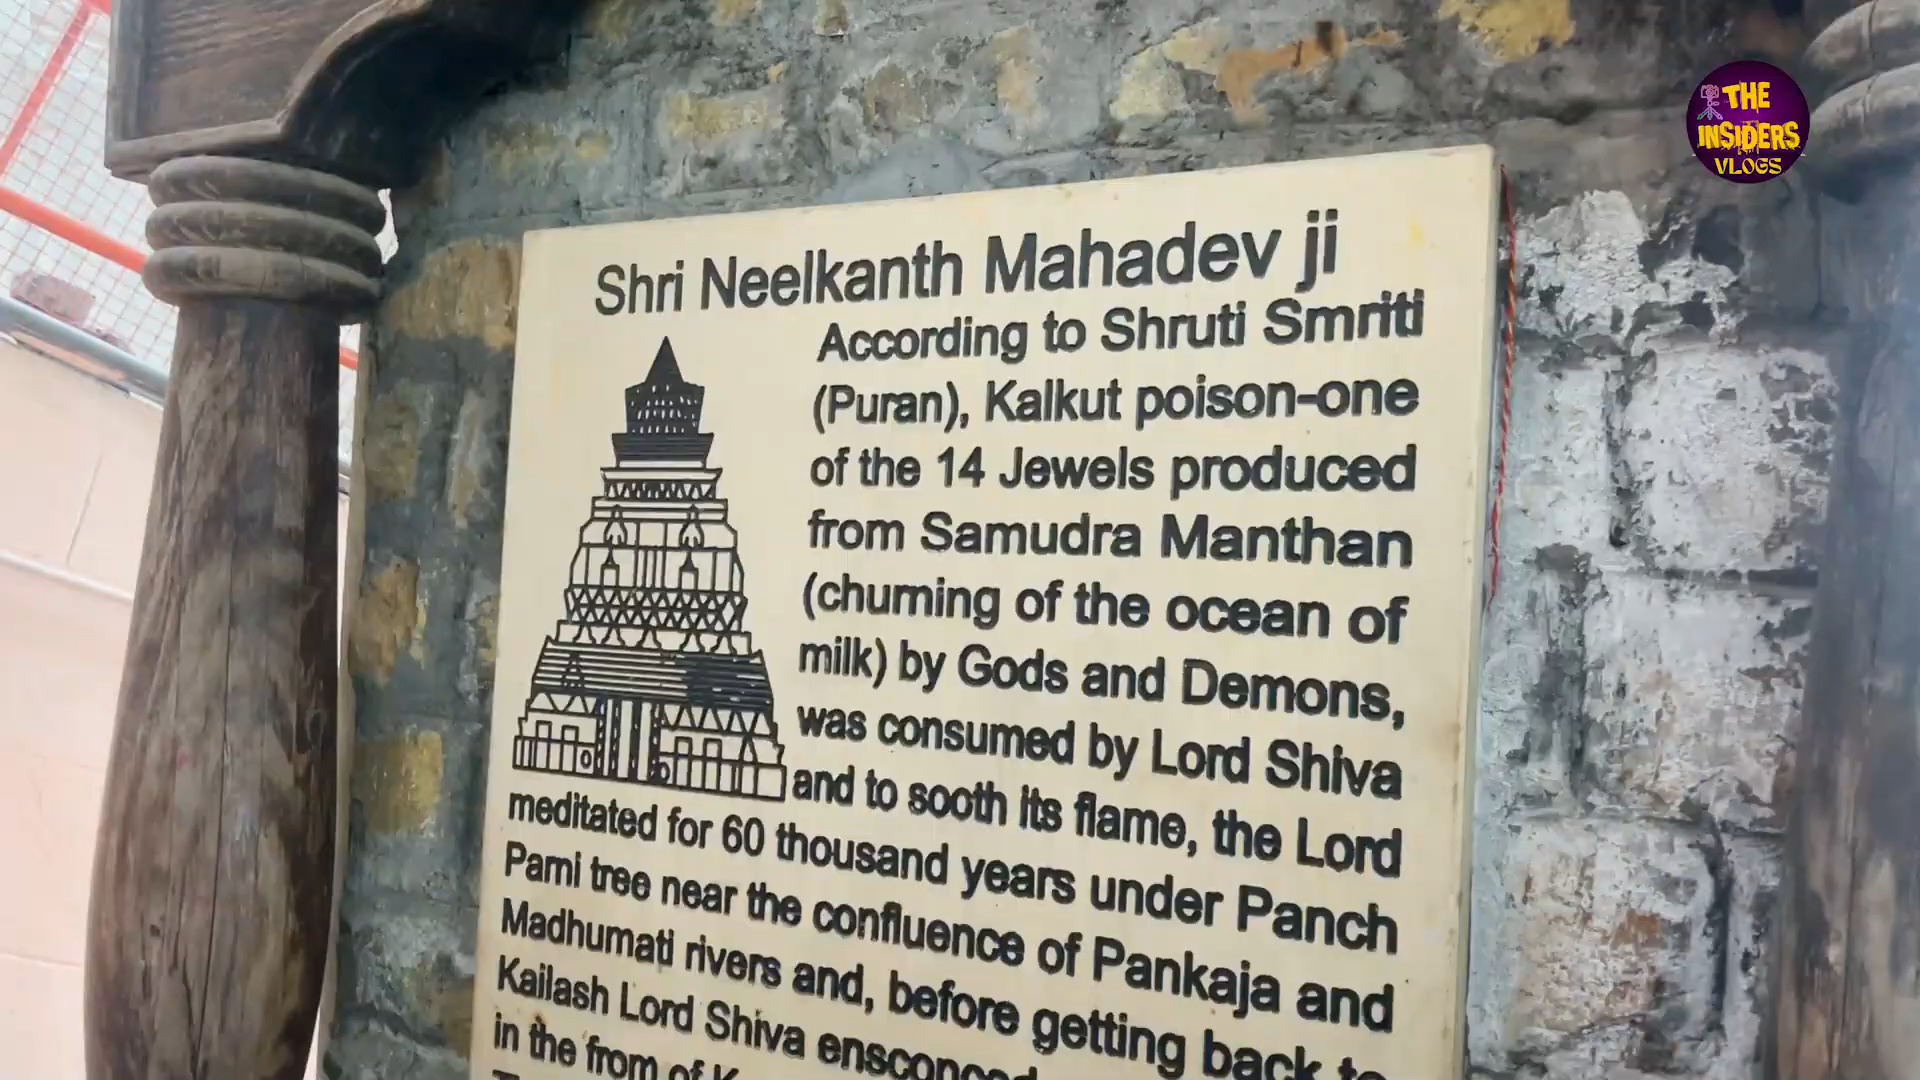 THE
INSIDERS
VLOGS
Shri Neelkanth Mahadev ji
According to Shruti Smriti
(Puran), Kalkut poison-one
of the 14 Jewels produced
from Samudra Manthan
(churning of the ocean of
milk) by Gods and Demons,
was consumed by Lord Shiva
and to sooth its flame, the Lord
meditated for 60 thousand years under Panch
Parni tree near the confluence of Pankaja and
Madhumati rivers and, before getting back to
Kailash Lord Shiva ensconced
in the from of